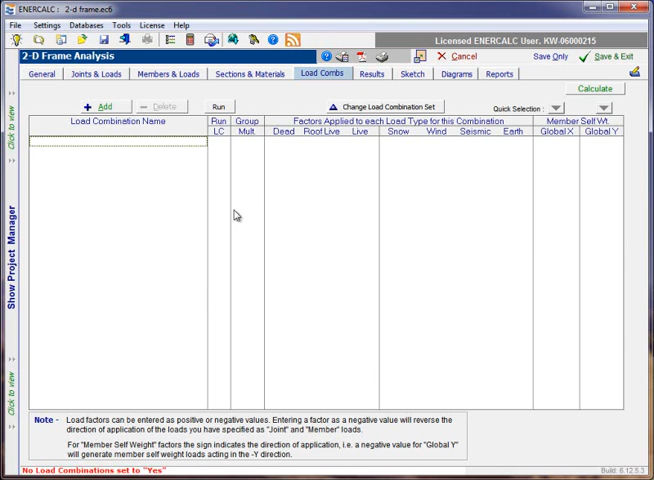 ENERCALC : 2-d frame.ec6
File Settings Databases Tools License Help
Licensed ENERCALC User. KW-06000215
2-D Frame Analysis
Cancel Save Only Save & Exit
General Joints & Loads Members & Loads Sections & Materials Load Combs Results Sketch Diagrams Reports
Calculate
Add Delete Run Change Load Combination Set Quick Selection :
Load Combination Name Run Group Factors Applied to each Load Type for this Combination Member Self Wt.
LC Mult Dead Roof Live Live Snow Wind Seismic Earth Global X Global Y
Click to view
Show Project Manager
Click to view
Note - Load factors can be entered as positive or negative values. Entering a factor as a negative value will reverse the
direction of application of the loads you have specified as "Joint" and "Member" loads.
For "Member Self Weight" factors the sign indicates the direction of application, i.e. a negative value for "Global Y"
will generate member self weight loads acting in the -Y direction.
No Load Combinations set to "Yes"
Build: 6.12.5.3